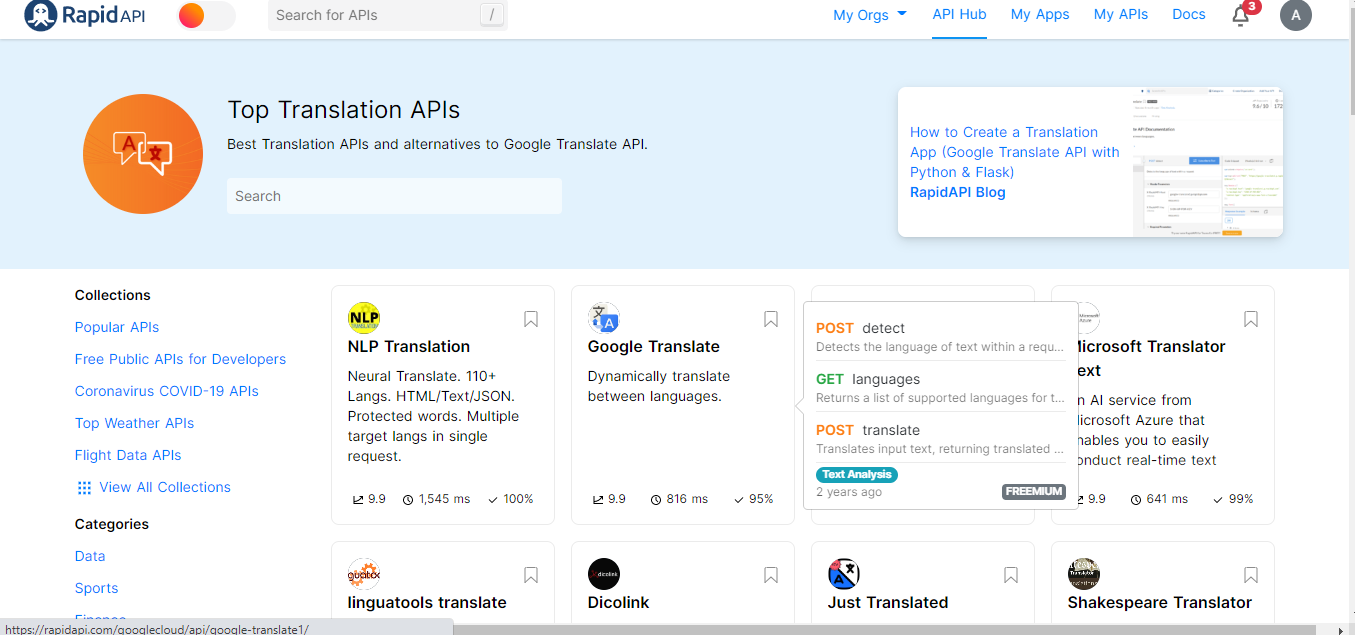 Rapid API
Search for APIs
/
My Orgs
API Hub
My Apps
My APIs
Docs
3
A
Top Translation APIs
Best Translation APIs and alternatives to Google Translate API.
Search
How to Create a Translation
App (Google Translate API with
Python & Flask)
RapidAPI Blog
Collections
Popular APIs
Free Public APIs for Developers
Coronavirus COVID-19 APIs
Top Weather APIs
Flight Data APIs
View All Collections
Categories
Data
Sports
Finance
NLP
TRANSLATION
NLP Translation
Neural Translate. 110+
Langs. HTML/Text/JSON.
Protected words. Multiple
target langs in single
request.
9.9 1,545 ms 100%
文
A
Google Translate
Dynamically translate
between languages.
9.9 816 ms 95%
POST detect
Detects the language of text within a requ...
GET languages
Returns a list of supported languages for t...
POST translate
Translates input text, returning translated ...
Text Analysis
2 years ago
FREEMIUM
Microsoft
Azure
Microsoft Translator
Text
An AI service from
Microsoft Azure that
enables you to easily
conduct real-time text
9.9 641 ms 99%
linguatools translate
dicolink
Dicolink
Just Translated
Shakespeare Translator
https://rapidapi.com/googlecloud/api/google-translate1/